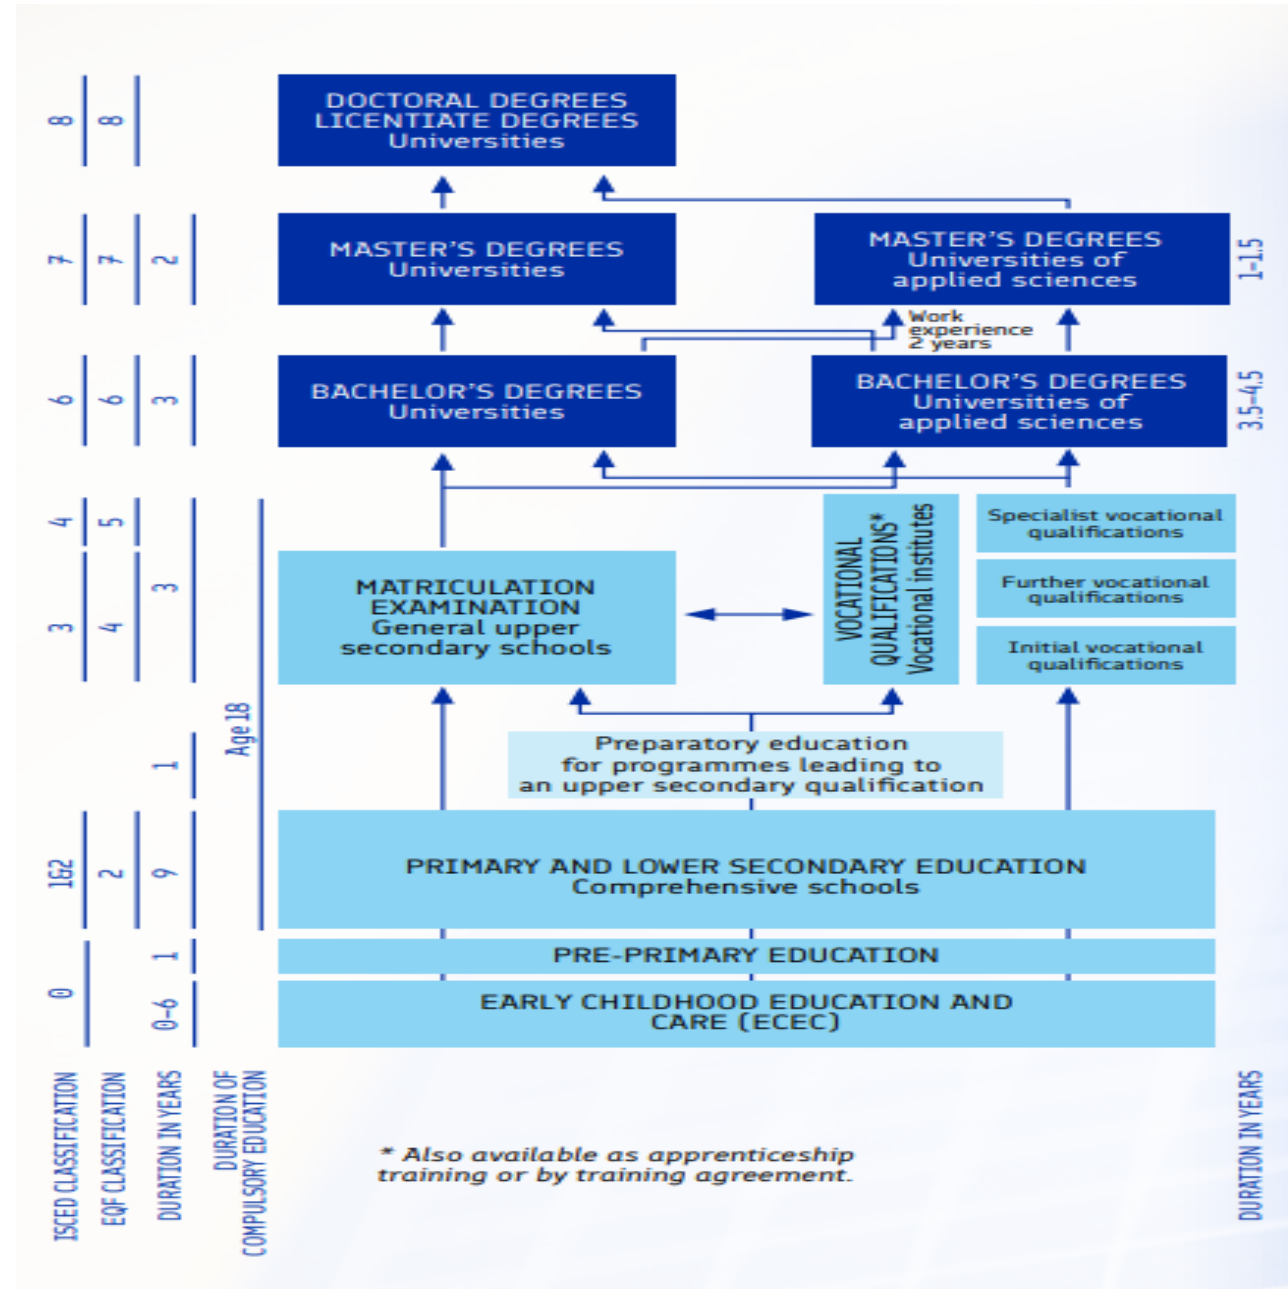 8
8
DOCTORAL DEGREES
LICENTIATE DEGREES
Universities
7
7
2
MASTER'S DEGREES
Universities
MASTER'S DEGREES
Universities of
applied sciences
1–1.5
Work
experience
2 years
6
6
3
BACHELOR'S DEGREES
Universities
BACHELOR'S DEGREES
Universities of
applied sciences
3.5–4.5
4
5
3
3
4
MATRICULATION
EXAMINATION
General upper
secondary schools
VOCATIONAL
QUALIFICATIONS*
Vocational institutes
Specialist vocational
qualifications
Further vocational
qualifications
Initial vocational
qualifications
Age 18
1
Preparatory education
for programmes leading to
an upper secondary qualification
1&2
2
9
PRIMARY AND LOWER SECONDARY EDUCATION
Comprehensive schools
0
1
PRE-PRIMARY EDUCATION
0–6
EARLY CHILDHOOD EDUCATION AND
CARE (ECEC)
ISCED CLASSIFICATION
EQF CLASSIFICATION
DURATION IN YEARS
DURATION OF
COMPULSORY EDUCATION
* Also available as apprenticeship
training or by training agreement.
DURATION IN YEARS